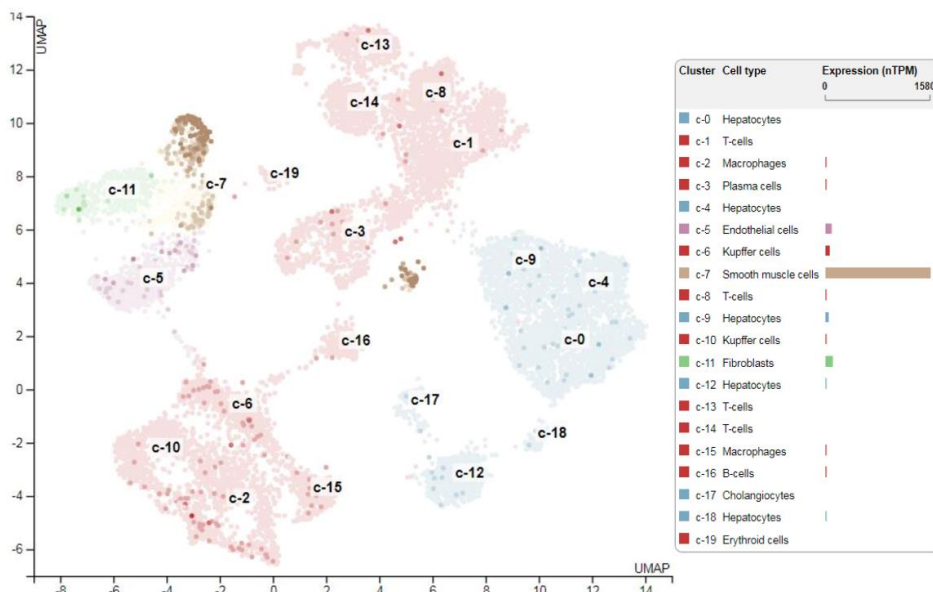 14
12
10
8
6
4
2
0
-2
-4
-6
UMAP
-8 -6 -4 -2 0 2 4 6 8 10 12 14
UMAP
c-13
c-8
c-14
c-1
c-19
c-7
c-11
c-3
c-5
c-9
c-4
c-16
c-0
c-6
c-17
c-18
c-10
c-12
c-15
c-2
Cluster Cell type Expression (nTPM)
0 1580
c-0 Hepatocytes
c-1 T-cells
c-2 Macrophages
c-3 Plasma cells
c-4 Hepatocytes
c-5 Endothelial cells
c-6 Kupffer cells
c-7 Smooth muscle cells
c-8 T-cells
c-9 Hepatocytes
c-10 Kupffer cells
c-11 Fibroblasts
c-12 Hepatocytes
c-13 T-cells
c-14 T-cells
c-15 Macrophages
c-16 B-cells
c-17 Cholangiocytes
c-18 Hepatocytes
c-19 Erythroid cells